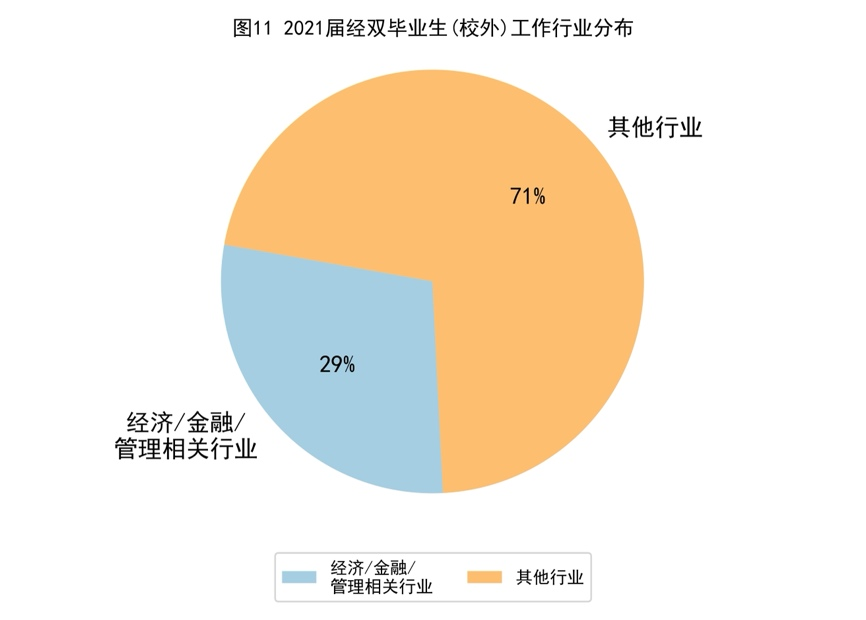 图11 2021届经双毕业生(校外)工作行业分布
其他行业
71%
29%
经济/金融/
管理相关行业
经济/金融/
管理相关行业
其他行业